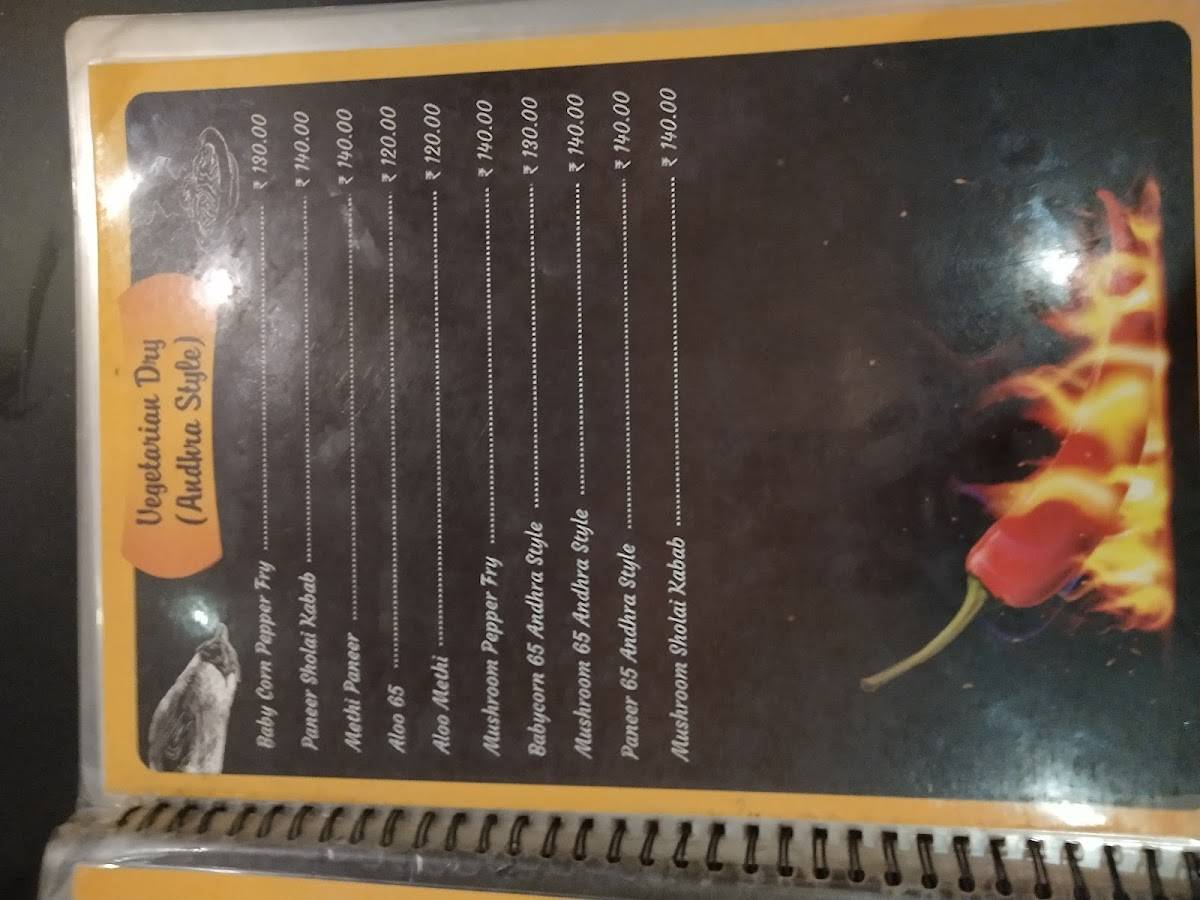 Vegetarian Dry
(Andhra Style)
Baby Corn Pepper Fry ........ ₹ 130.00
Paneer Sholai Kabab ........ ₹ 140.00
Methi Paneer ........ ₹ 140.00
Aloo 65 ........ ₹ 120.00
Aloo Methi ........ ₹ 120.00
Mushroom Pepper Fry ........ ₹ 140.00
Babycorn 65 Andhra Style ........ ₹ 130.00
Mushroom 65 Andhra Style ........ ₹ 140.00
Paneer 65 Andhra Style ........ ₹ 140.00
Mushroom Sholai Kabab ........ ₹ 140.00